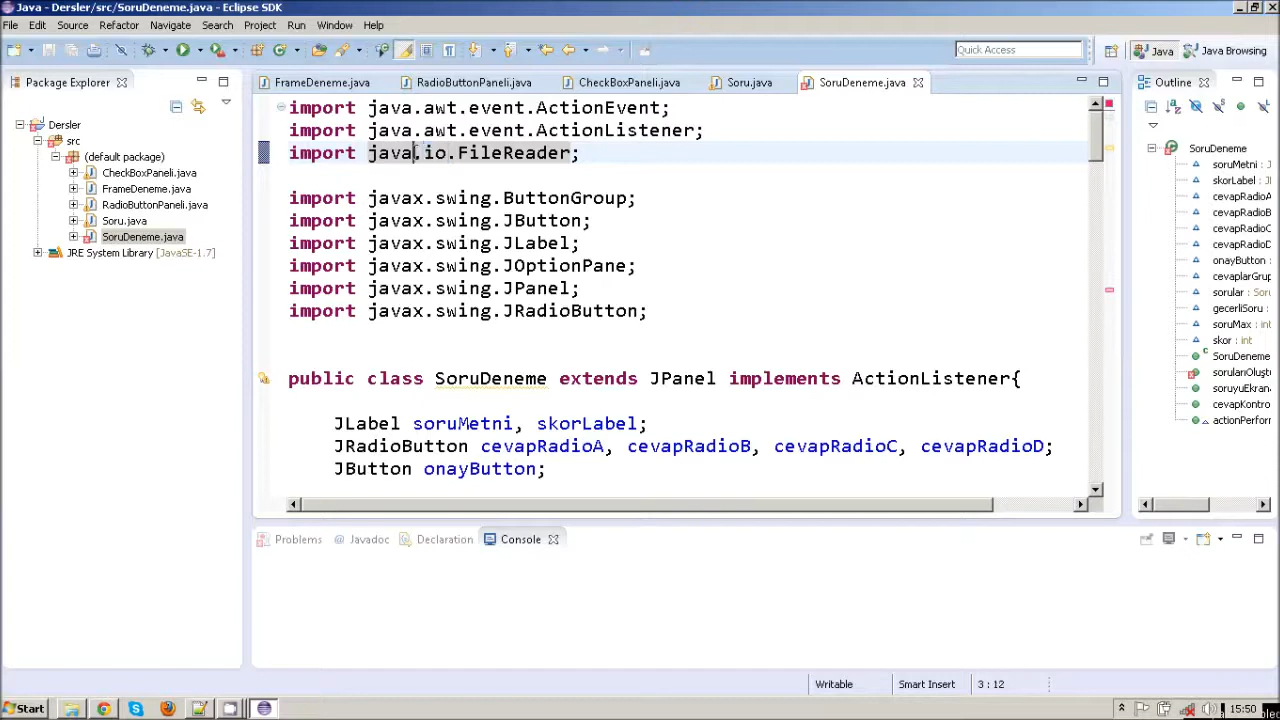 Java - Dersler/src/SoruDeneme.java - Eclipse SDK
File Edit Source Refactor Navigate Search Project Run Window Help
Quick Access Java Java Browsing
Package Explorer
FrameDeneme.java RadioButtonPaneli.java CheckBoxPaneli.java Soru.java SoruDeneme.java
Outline
Dersler
src
(default package)
CheckBoxPaneli.java
FrameDeneme.java
RadioButtonPaneli.java
Soru.java
SoruDeneme.java
JRE System Library [JavaSE-1.7]
import java.awt.event.ActionEvent;
import java.awt.event.ActionListener;
import java.io.FileReader;
import javax.swing.ButtonGroup;
import javax.swing.JButton;
import javax.swing.JLabel;
import javax.swing.JOptionPane;
import javax.swing.JPanel;
import javax.swing.JRadioButton;
public class SoruDeneme extends JPanel implements ActionListener{
JLabel soruMetni, skorLabel;
JRadioButton cevapRadioA, cevapRadioB, cevapRadioC, cevapRadioD;
JButton onayButton;
SoruDeneme
soruMetni :
skorLabel :
cevapRadioA
cevapRadioB
cevapRadioC
cevapRadioD
onayButton :
cevaplarGrup
sorular : Soru
gecerliSoru :
soruMax : int
skor : int
SoruDeneme
sorularıOluşt
soruyuEkran
cevapKontro
actionPerforn
Problems @ Javadoc Declaration Console
Writable Smart Insert 3 : 12
Start 15:50